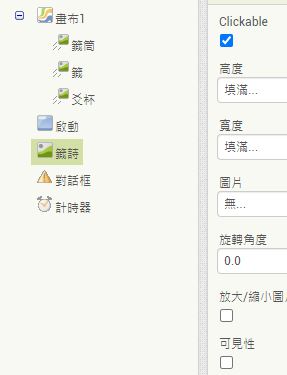 畫布1
籤筒
籤
爻杯
啟動
籤詩
對話框
計時器
Clickable
高度
填滿...
寬度
填滿...
圖片
無...
旋轉角度
0.0
放大/縮小圖片
可見性